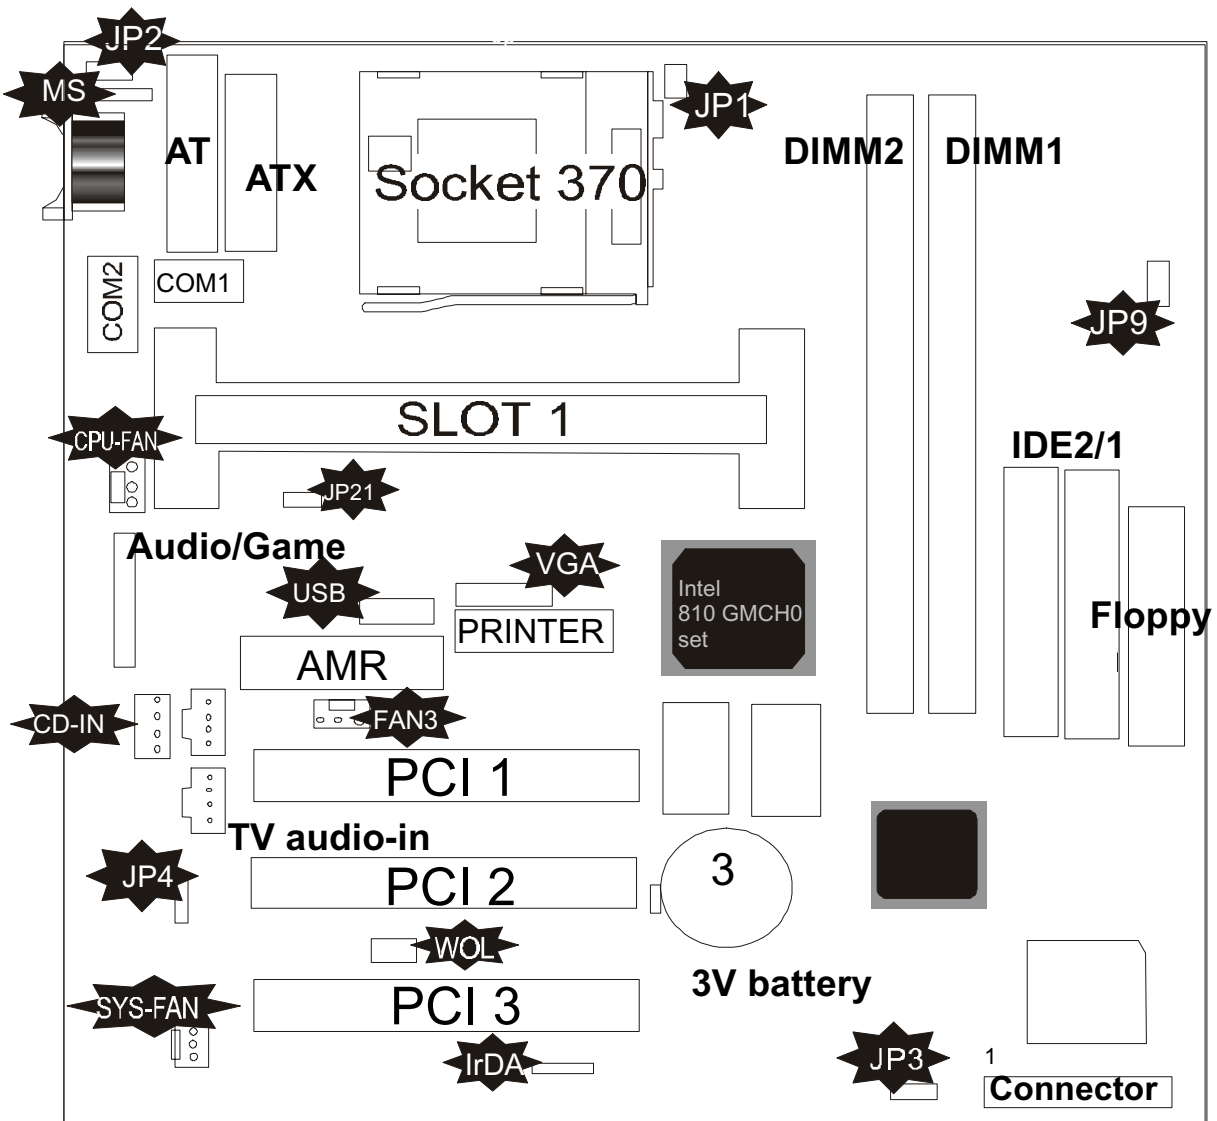 JP2
MS
JP1
AT
ATX
Socket 370
DIMM2
DIMM1
COM2
COM1
JP9
SLOT 1
CPU-FAN
IDE2/1
JP21
Audio/Game
VGA
USB
Intel
810 GMCH0
set
PRINTER
Floppy
AMR
CD-IN
FAN3
PCI 1
TV audio-in
JP4
PCI 2
3
WOL
3V battery
SYS-FAN
PCI 3
IrDA
JP3
1
Connector